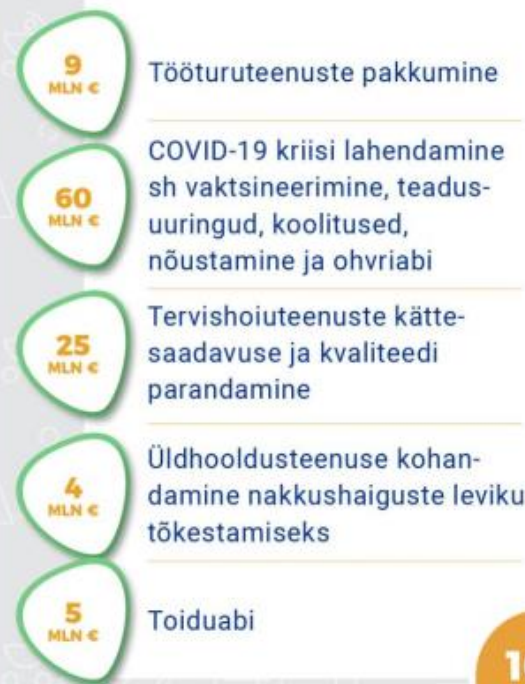 9
MLN €
Tööturuteenuste pakkumine
60
MLN €
COVID-19 kriisi lahendamine
sh vaktsineerimine, teadus-
uuringud, koolitused,
nõustamine ja ohvriabi
25
MLN €
Tervishoiuteenuste kätte-
saadavuse ja kvaliteedi
parandamine
4
MLN €
Üldhooldusteenuse kohan-
damine nakkushaiguste leviku
tõkestamiseks
5
MLN €
Toiduabi